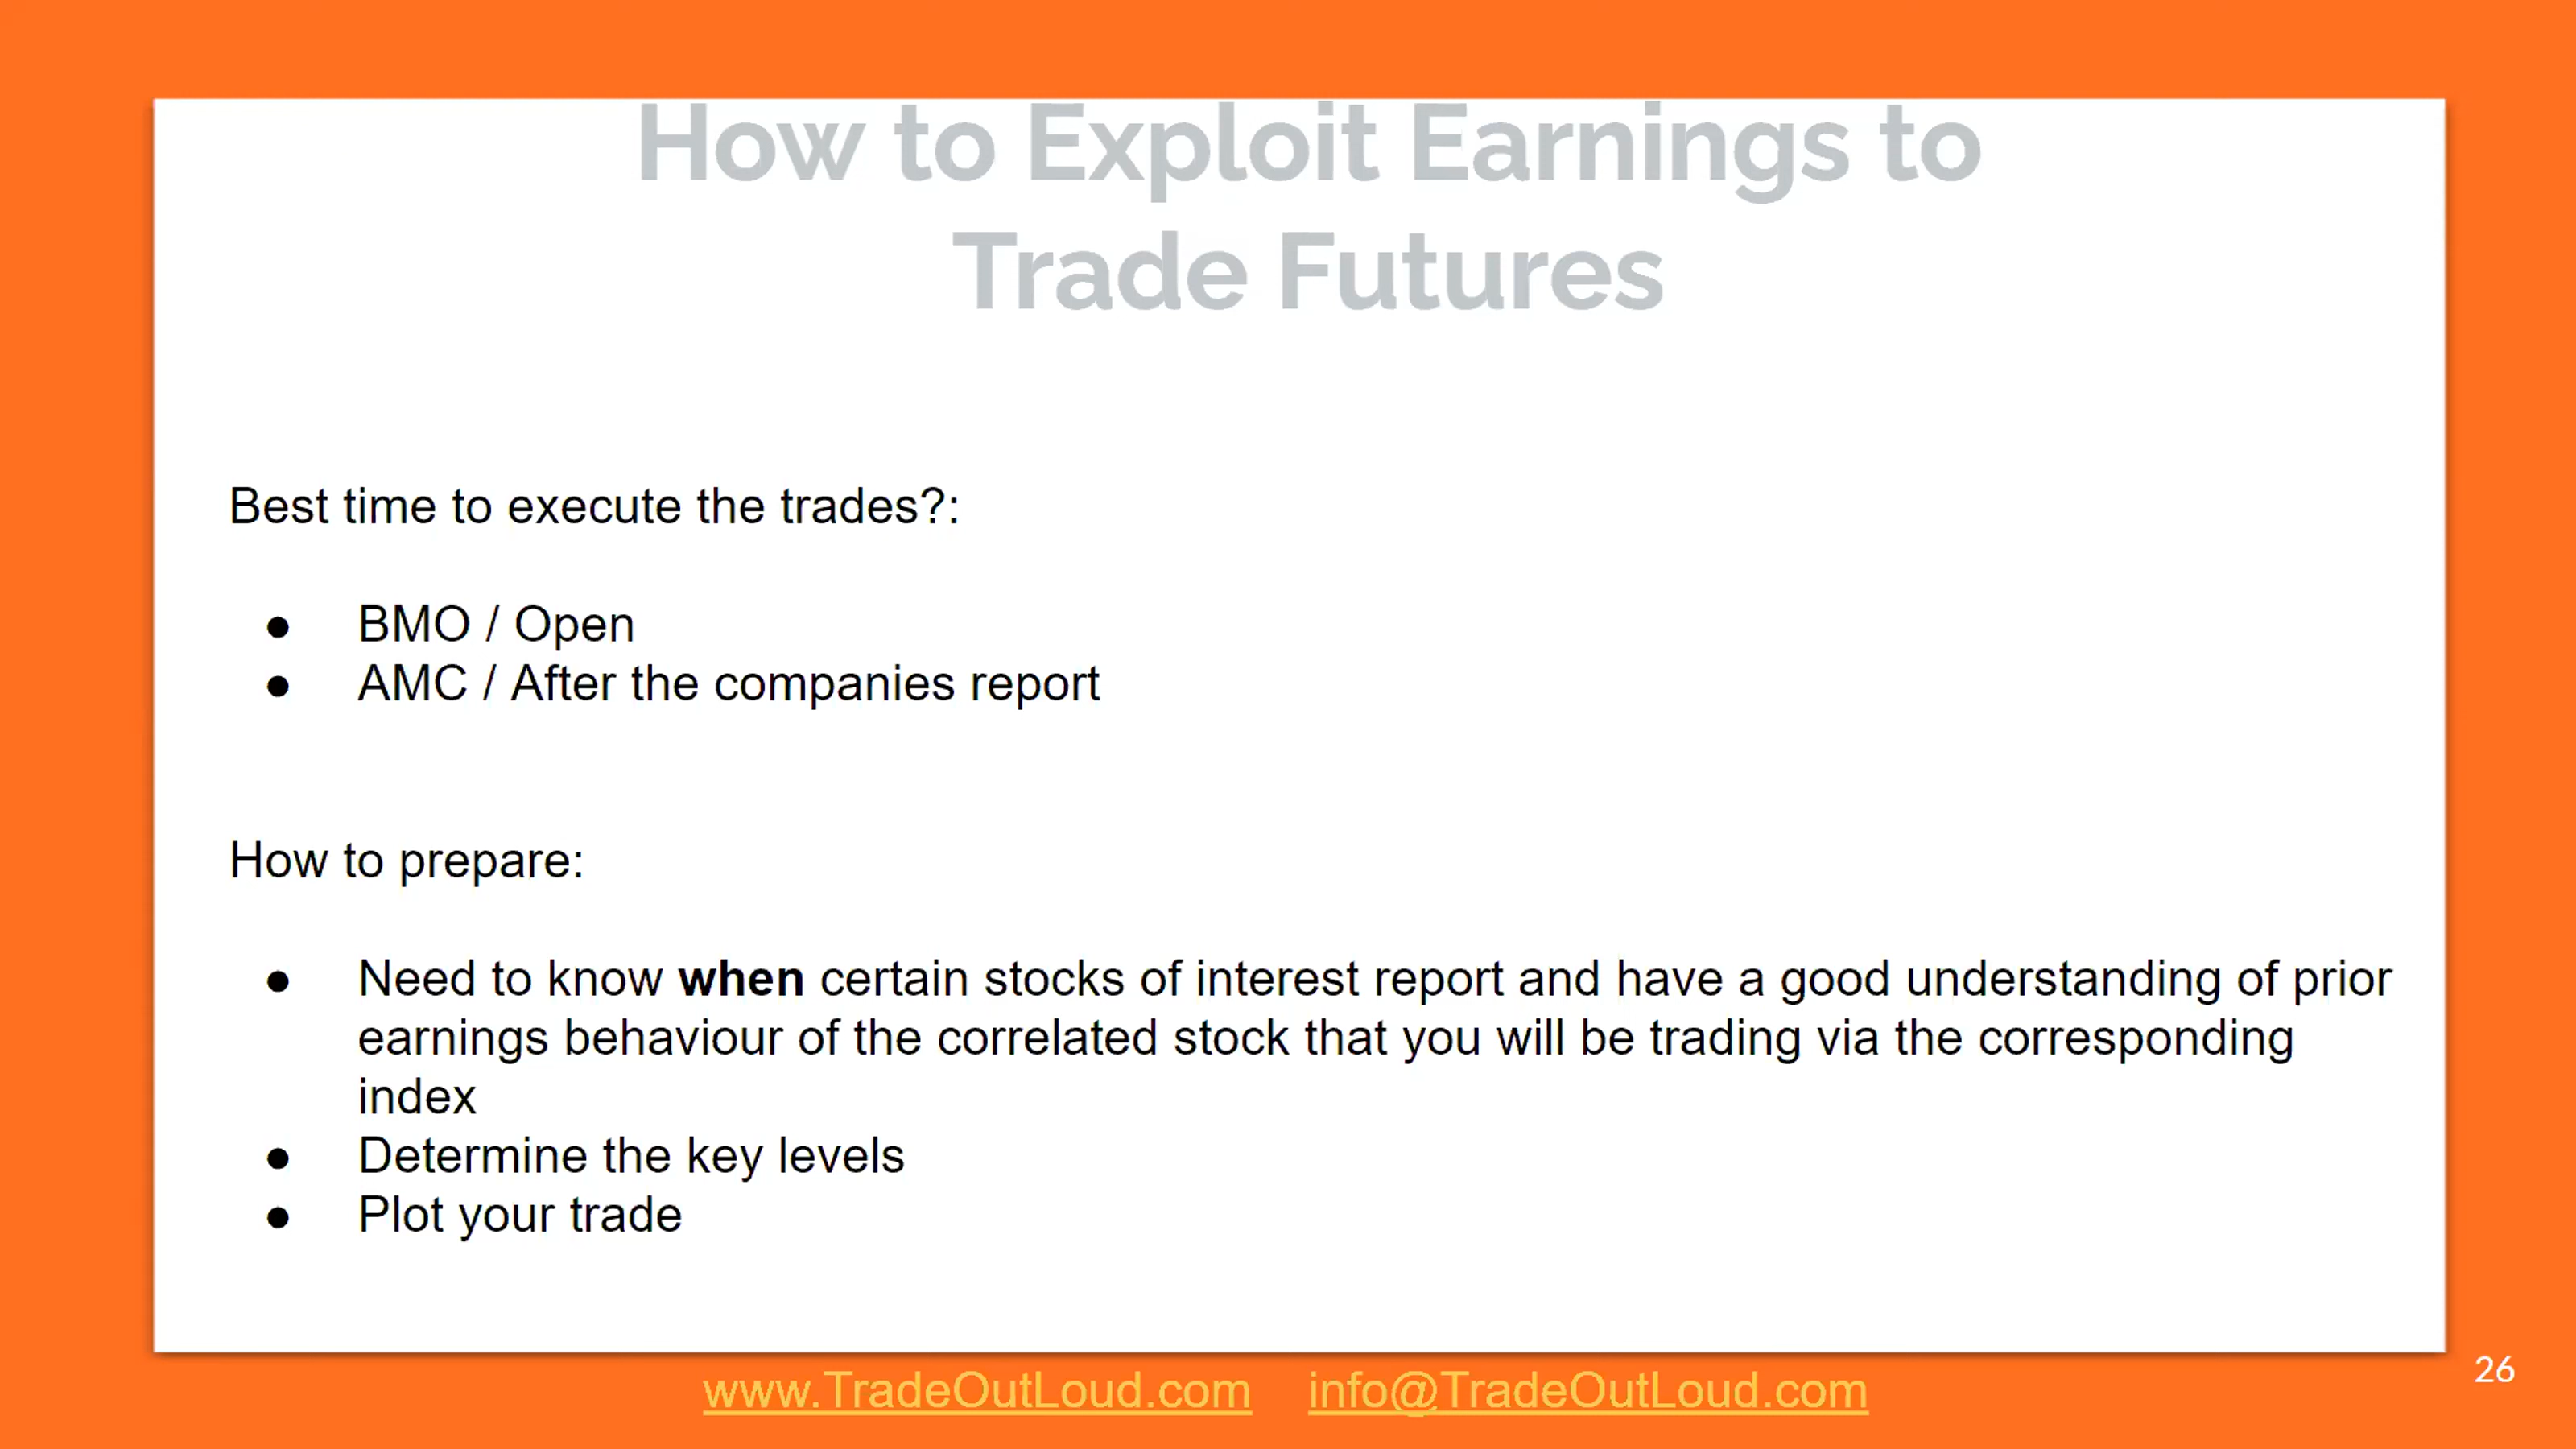 How to Exploit Earnings to
Trade Futures
Best time to execute the trades?:
● BMO / Open
● AMC / After the companies report
How to prepare:
● Need to know when certain stocks of interest report and have a good understanding of prior
earnings behaviour of the correlated stock that you will be trading via the corresponding
index
● Determine the key levels
● Plot your trade
www.TradeOutLoud.com info@TradeOutLoud.com
26